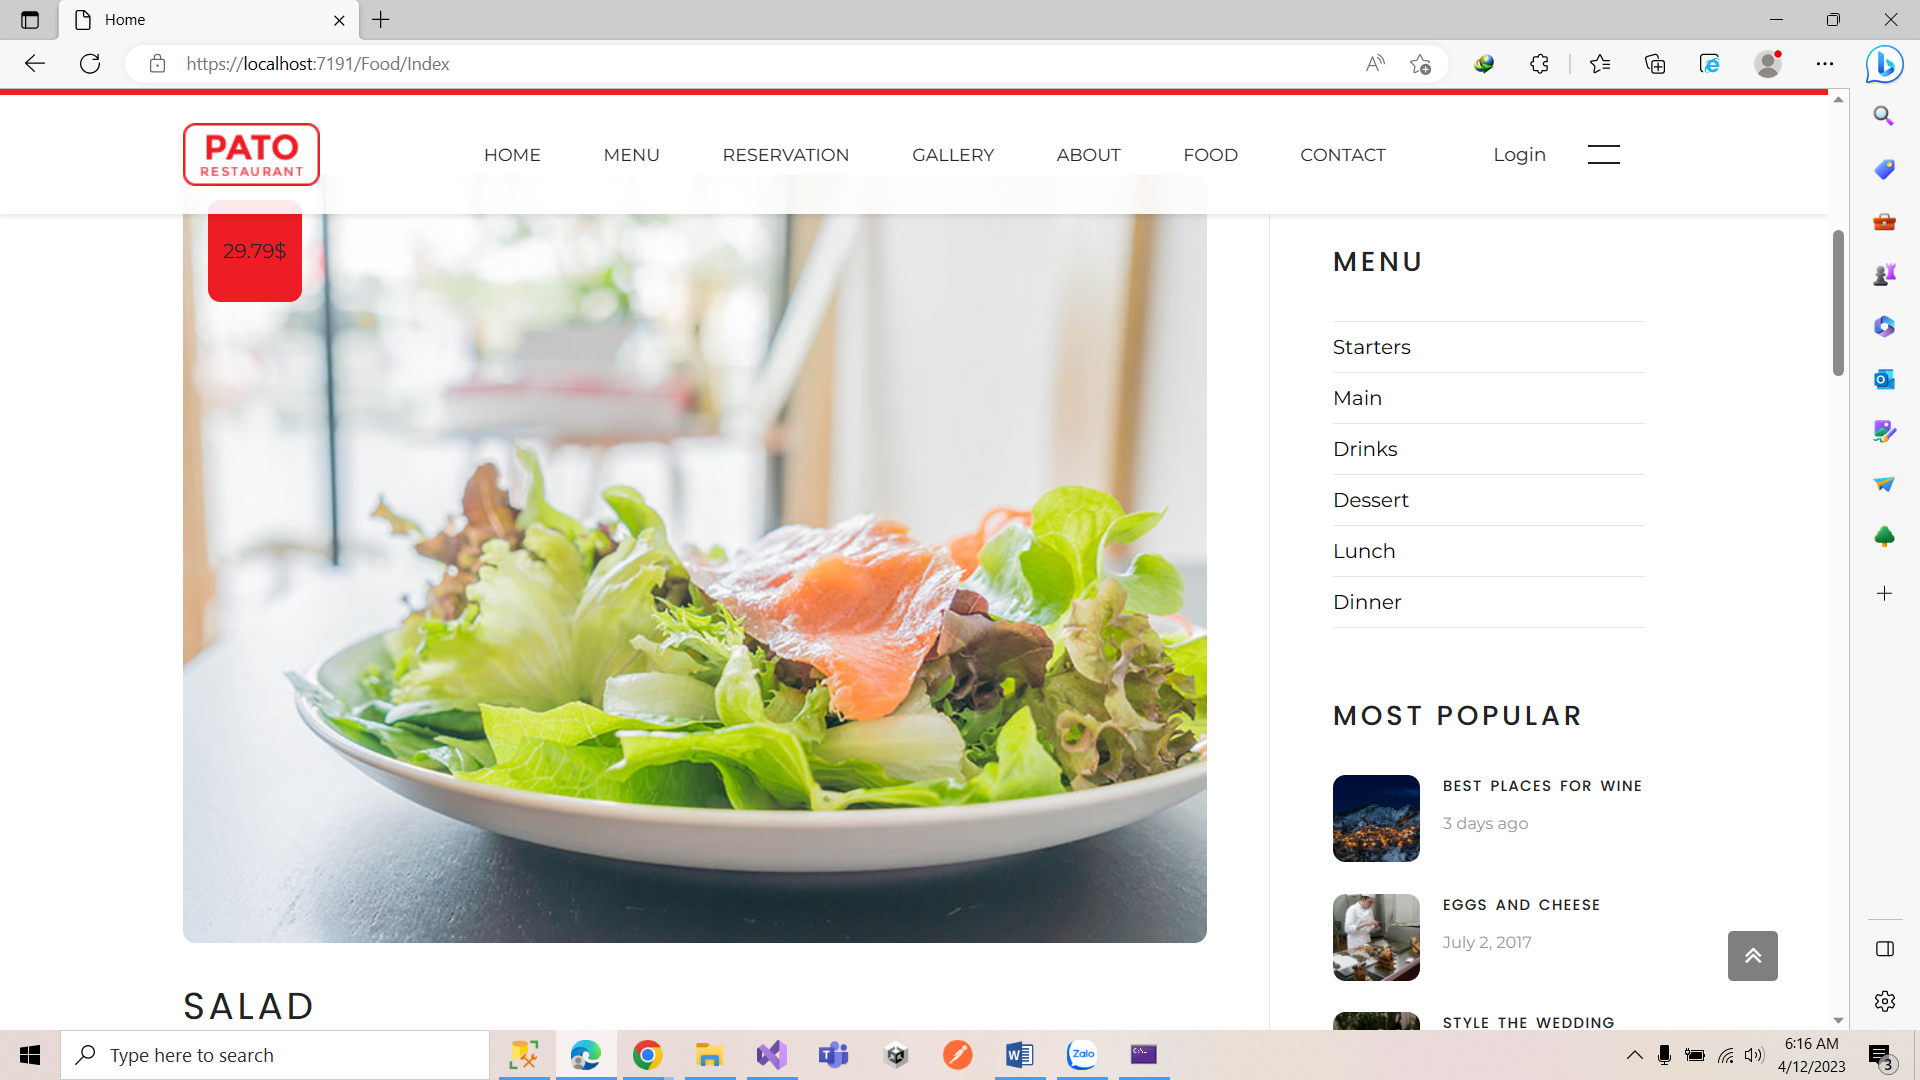 Home
https://localhost:7191/Food/Index
PATO
RESTAURANT
HOME
MENU
RESERVATION
GALLERY
ABOUT
FOOD
CONTACT
Login
29.79$
SALAD
MENU
Starters
Main
Drinks
Dessert
Lunch
Dinner
MOST POPULAR
BEST PLACES FOR WINE
3 days ago
EGGS AND CHEESE
July 2, 2017
STYLE THE WEDDING
Type here to search
Zalo
6:16 AM
4/12/2023
3